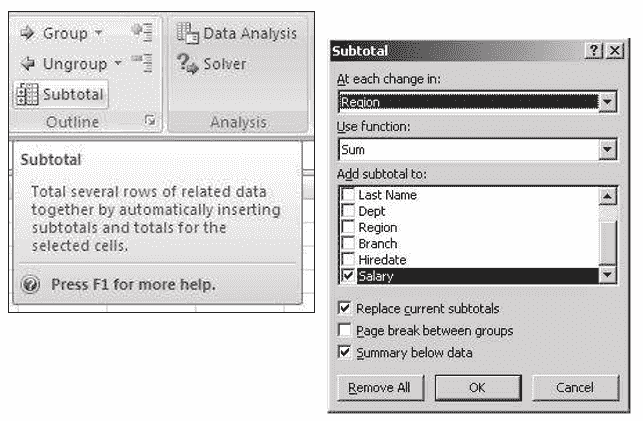 Group
Data Analysis
Ungroup
Solver
Subtotal
Outline
Analysis
Subtotal
Total several rows of related data
together by automatically inserting
subtotals and totals for the
selected cells.
Press F1 for more help.
Subtotal
At each change in:
Region
Use function:
Sum
Add subtotal to:
Last Name
Dept
Region
Branch
Hiredate
Salary
Replace current subtotals
Page break between groups
Summary below data
Remove All
OK
Cancel